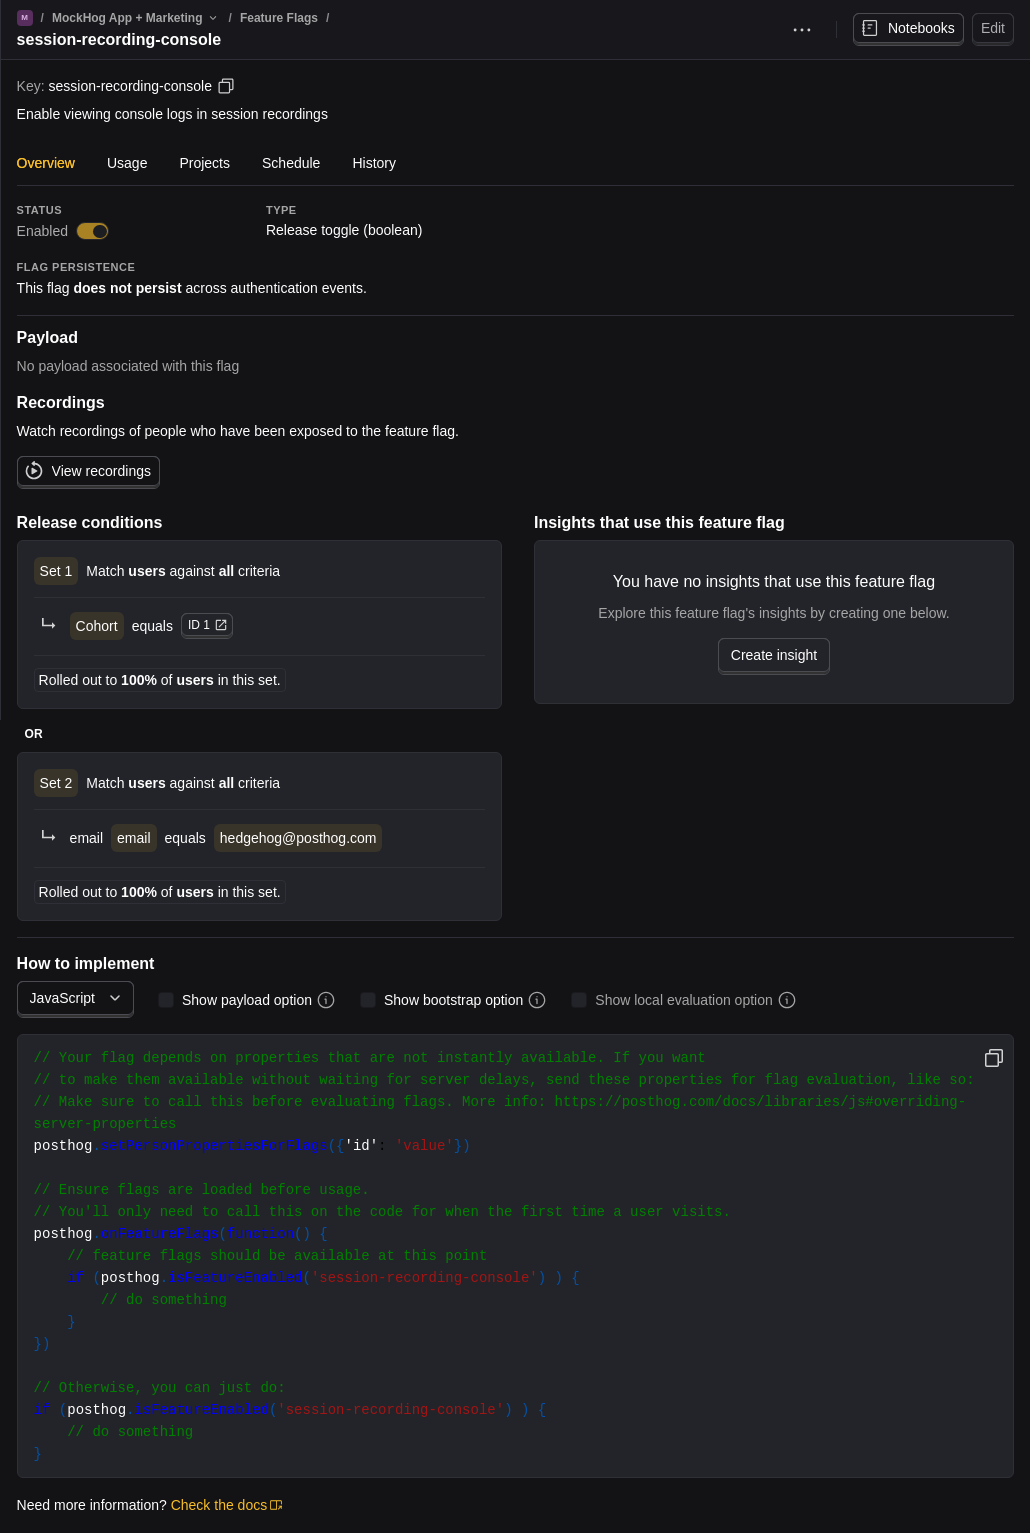 M / MockHog App + Marketing / Feature Flags /
session-recording-console
Notebooks
Edit
Key: session-recording-console
Enable viewing console logs in session recordings
Overview Usage Projects Schedule History
STATUS
Enabled
TYPE
Release toggle (boolean)
FLAG PERSISTENCE
This flag does not persist across authentication events.
Payload
No payload associated with this flag
Recordings
Watch recordings of people who have been exposed to the feature flag.
View recordings
Release conditions
Set 1 Match users against all criteria
Cohort equals ID 1
Rolled out to 100% of users in this set.
OR
Set 2 Match users against all criteria
email email equals hedgehog@posthog.com
Rolled out to 100% of users in this set.
Insights that use this feature flag
You have no insights that use this feature flag
Explore this feature flag's insights by creating one below.
Create insight
How to implement
JavaScript Show payload option Show bootstrap option Show local evaluation option
// Your flag depends on properties that are not instantly available. If you want
// to make them available without waiting for server delays, send these properties for flag evaluation, like so:
// Make sure to call this before evaluating flags. More info: https://posthog.com/docs/libraries/js#overriding-
server-properties
posthog.setPersonPropertiesForFlags({'id': 'value'})
// Ensure flags are loaded before usage.
// You'll only need to call this on the code for when the first time a user visits.
posthog.onFeatureFlags(function() {
    // feature flags should be available at this point
    if (posthog.isFeatureEnabled('session-recording-console') ) {
        // do something
    }
})
// Otherwise, you can just do:
if (posthog.isFeatureEnabled('session-recording-console') ) {
    // do something
}
Need more information? Check the docs